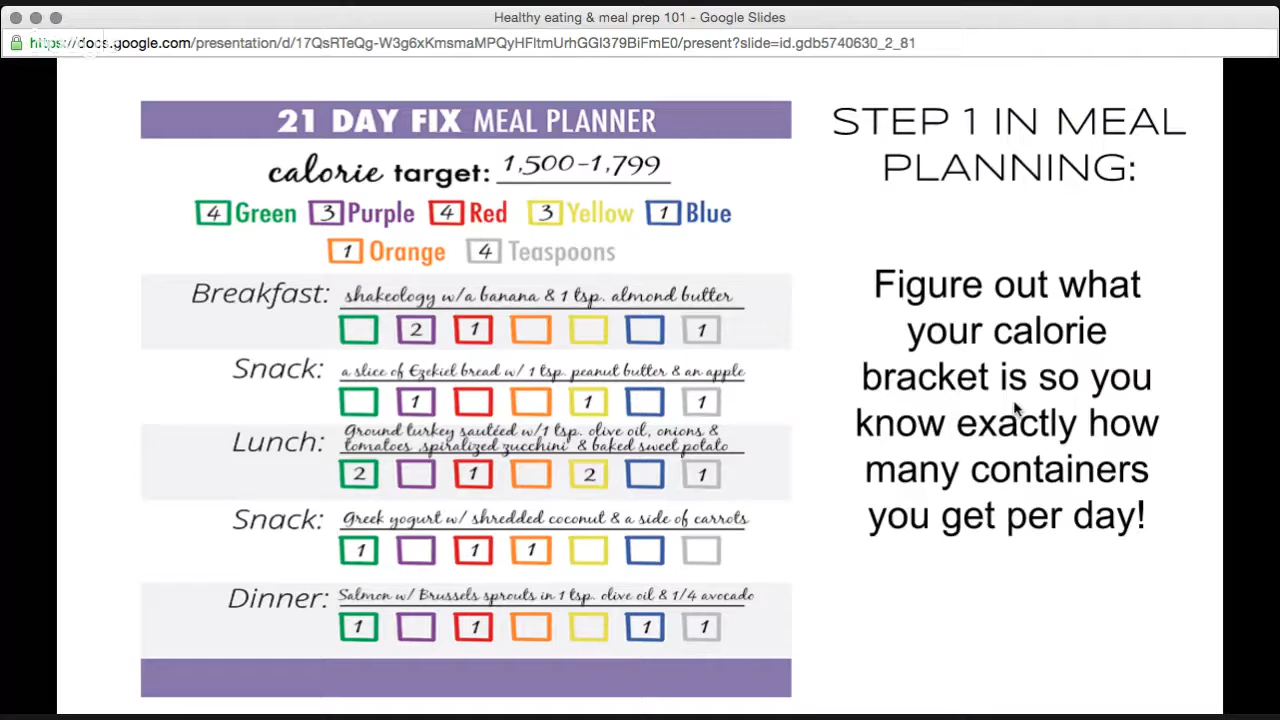 Healthy eating & meal prep 101 - Google Slides
https://docs.google.com/presentation/d/17QsRTeQg-W3g6xKmsmaMPQyHFltmUrhGGl379BiFmE0/present?slide=id.gdb5740630_2_81
21 DAY FIX MEAL PLANNER
calorie target: 1,500-1,799
4 Green 3 Purple 4 Red 3 Yellow 1 Blue
1 Orange 4 Teaspoons
Breakfast: shakeology w/a banana & 1 tsp. almond butter
2 1 1
Snack: a slice of Ezekiel bread w/ 1 tsp. peanut butter & an apple
1 1 1
Lunch: Ground turkey sautéed w/1 tsp. olive oil, onions &
tomatoes ,spiralized zucchini & baked sweet potato
2 1 2 1
Snack: Greek yogurt w/ shredded coconut & a side of carrots
1 1 1
Dinner: Salmon w/ Brussels sprouts in 1 tsp. olive oil & 1/4 avocado
1 1 1 1
STEP 1 IN MEAL
PLANNING:
Figure out what
your calorie
bracket is so you
know exactly how
many containers
you get per day!